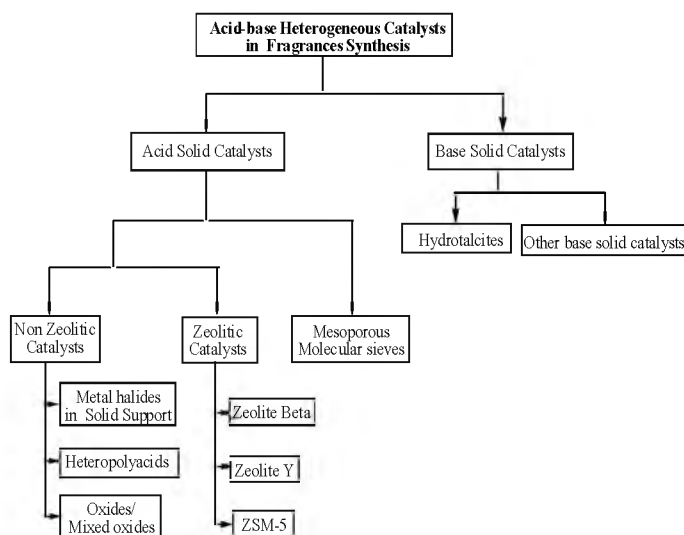 Acid-base Heterogeneous Catalysts
in Fragrances Synthesis
Acid Solid Catalysts
Base Solid Catalysts
Hydrotalcites
Other base solid catalysts
Non Zeolitic
Catalysts
Zeolitic
Catalysts
Mesoporous
Molecular sieves
Metal halides
in Solid Support
Heteropolyacids
Oxides/
Mixed oxides
Zeolite Beta
Zeolite Y
ZSM-5